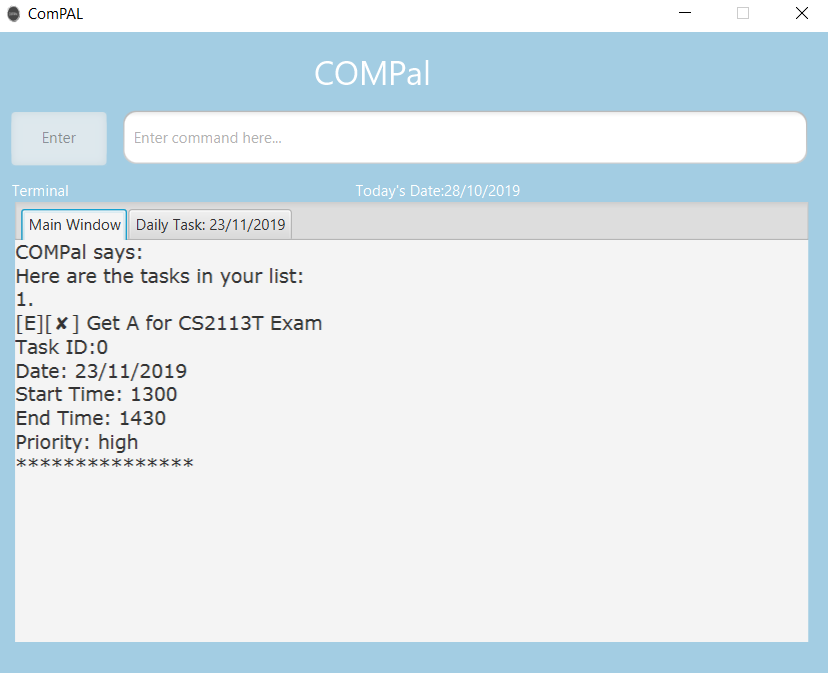 ComPAL
COMPal
Enter
Enter command here...
Terminal
Today's Date:28/10/2019
Main Window
Daily Task: 23/11/2019
COMPal says:
Here are the tasks in your list:
1.
[E][✘] Get A for CS2113T Exam
Task ID:0
Date: 23/11/2019
Start Time: 1300
End Time: 1430
Priority: high
***************